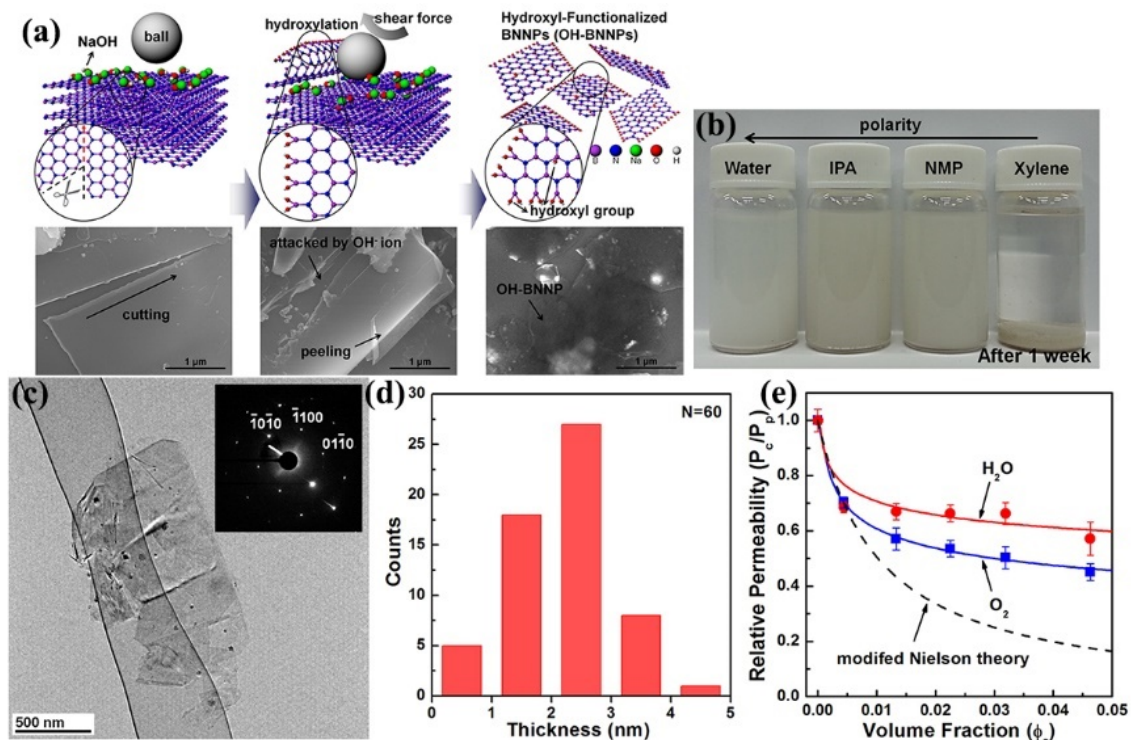 (a)
NaOH
ball
hydroxylation
shear force
Hydroxyl-Functionalized
BNNPs (OH-BNNPs)
B N Na O H
hydroxyl group
cutting
1 μm
attacked by OH⁻ ion
peeling
1 μm
OH-BNNP
1 μm
(b)
polarity
Water IPA NMP Xylene
After 1 week
(c)
1̅01̅0
1̅100
011̅0
500 nm
(d)
N=60
30
25
20
15
10
5
0
0 1 2 3 4 5
Counts
Thickness (nm)
(e)
1.0
0.8
0.6
0.4
0.2
0.0
0.00 0.01 0.02 0.03 0.04 0.05
Relative Permeability (Pc/Pp)
H₂O
O₂
modifed Nielson theory
Volume Fraction (ϕ